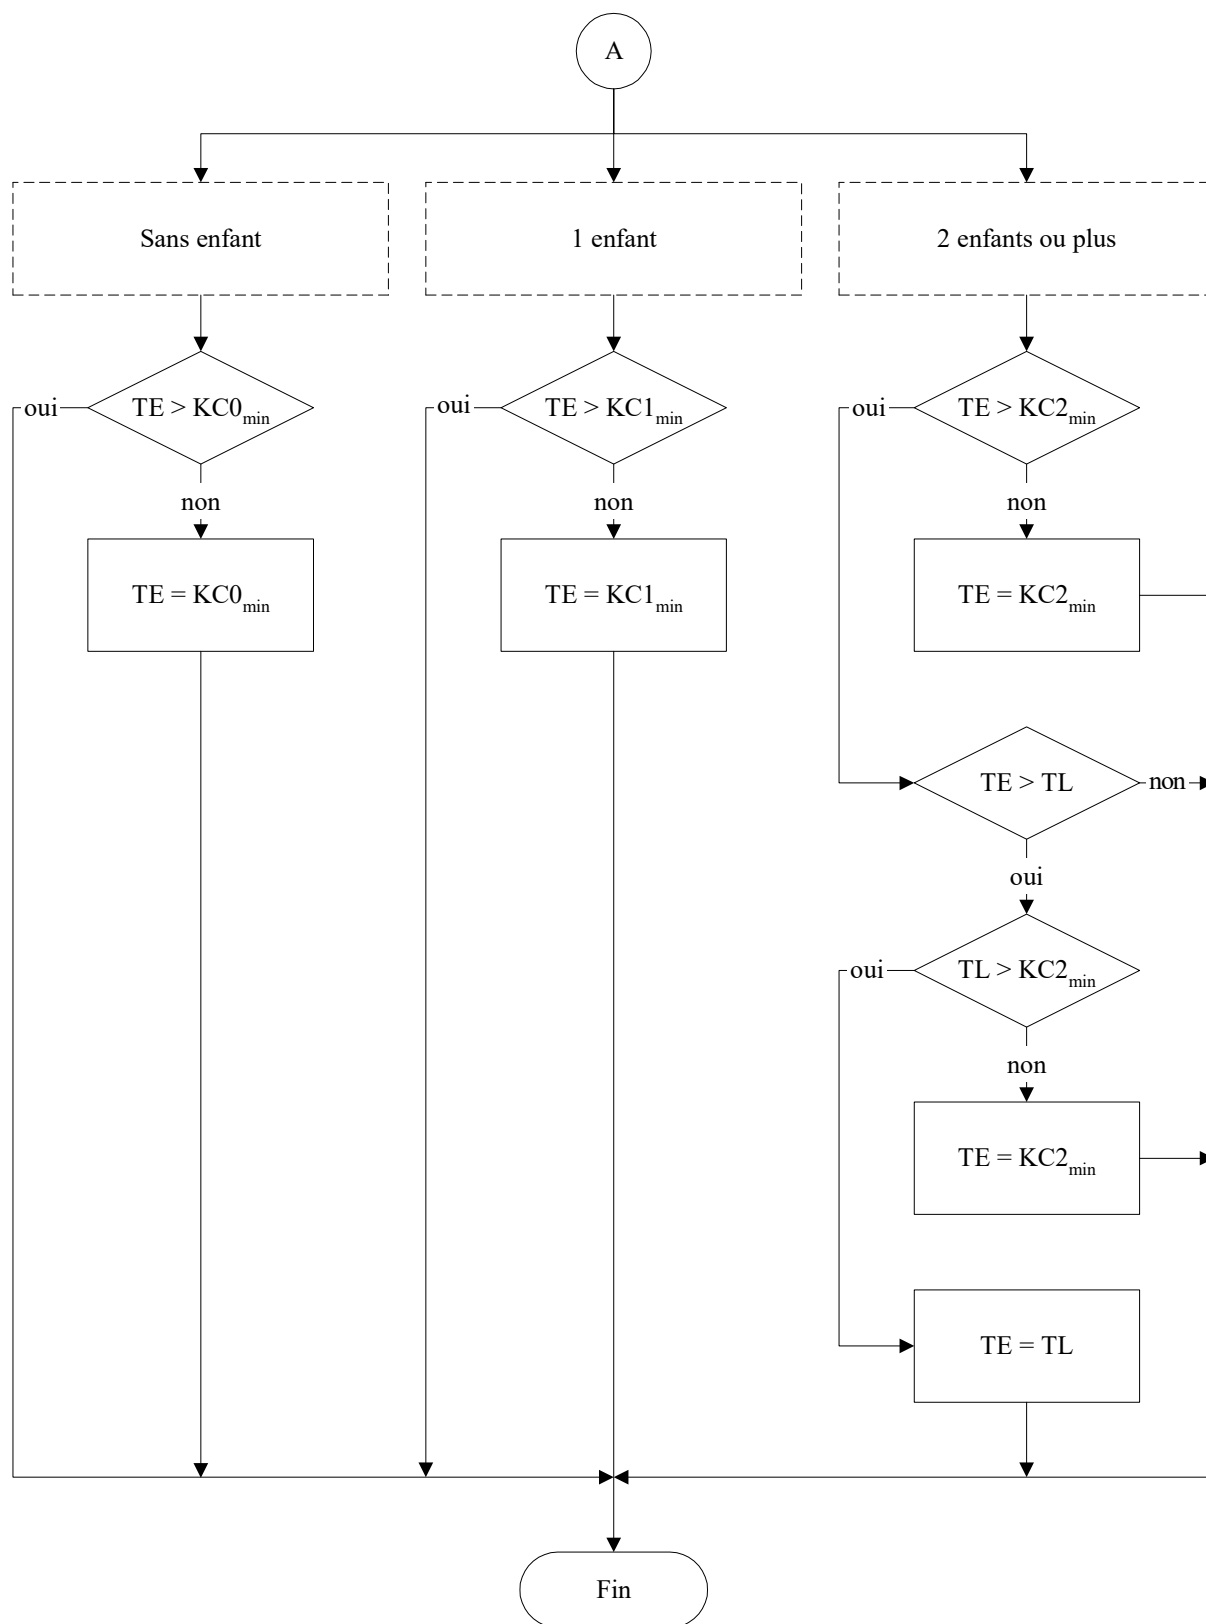 A
Sans enfant
1 enfant
2 enfants ou plus
oui
TE > KC0min
oui
TE > KC1min
oui
TE > KC2min
non
non
non
TE = KC0min
TE = KC1min
TE = KC2min
TE > TL
non
oui
oui
TL > KC2min
non
TE = KC2min
TE = TL
Fin